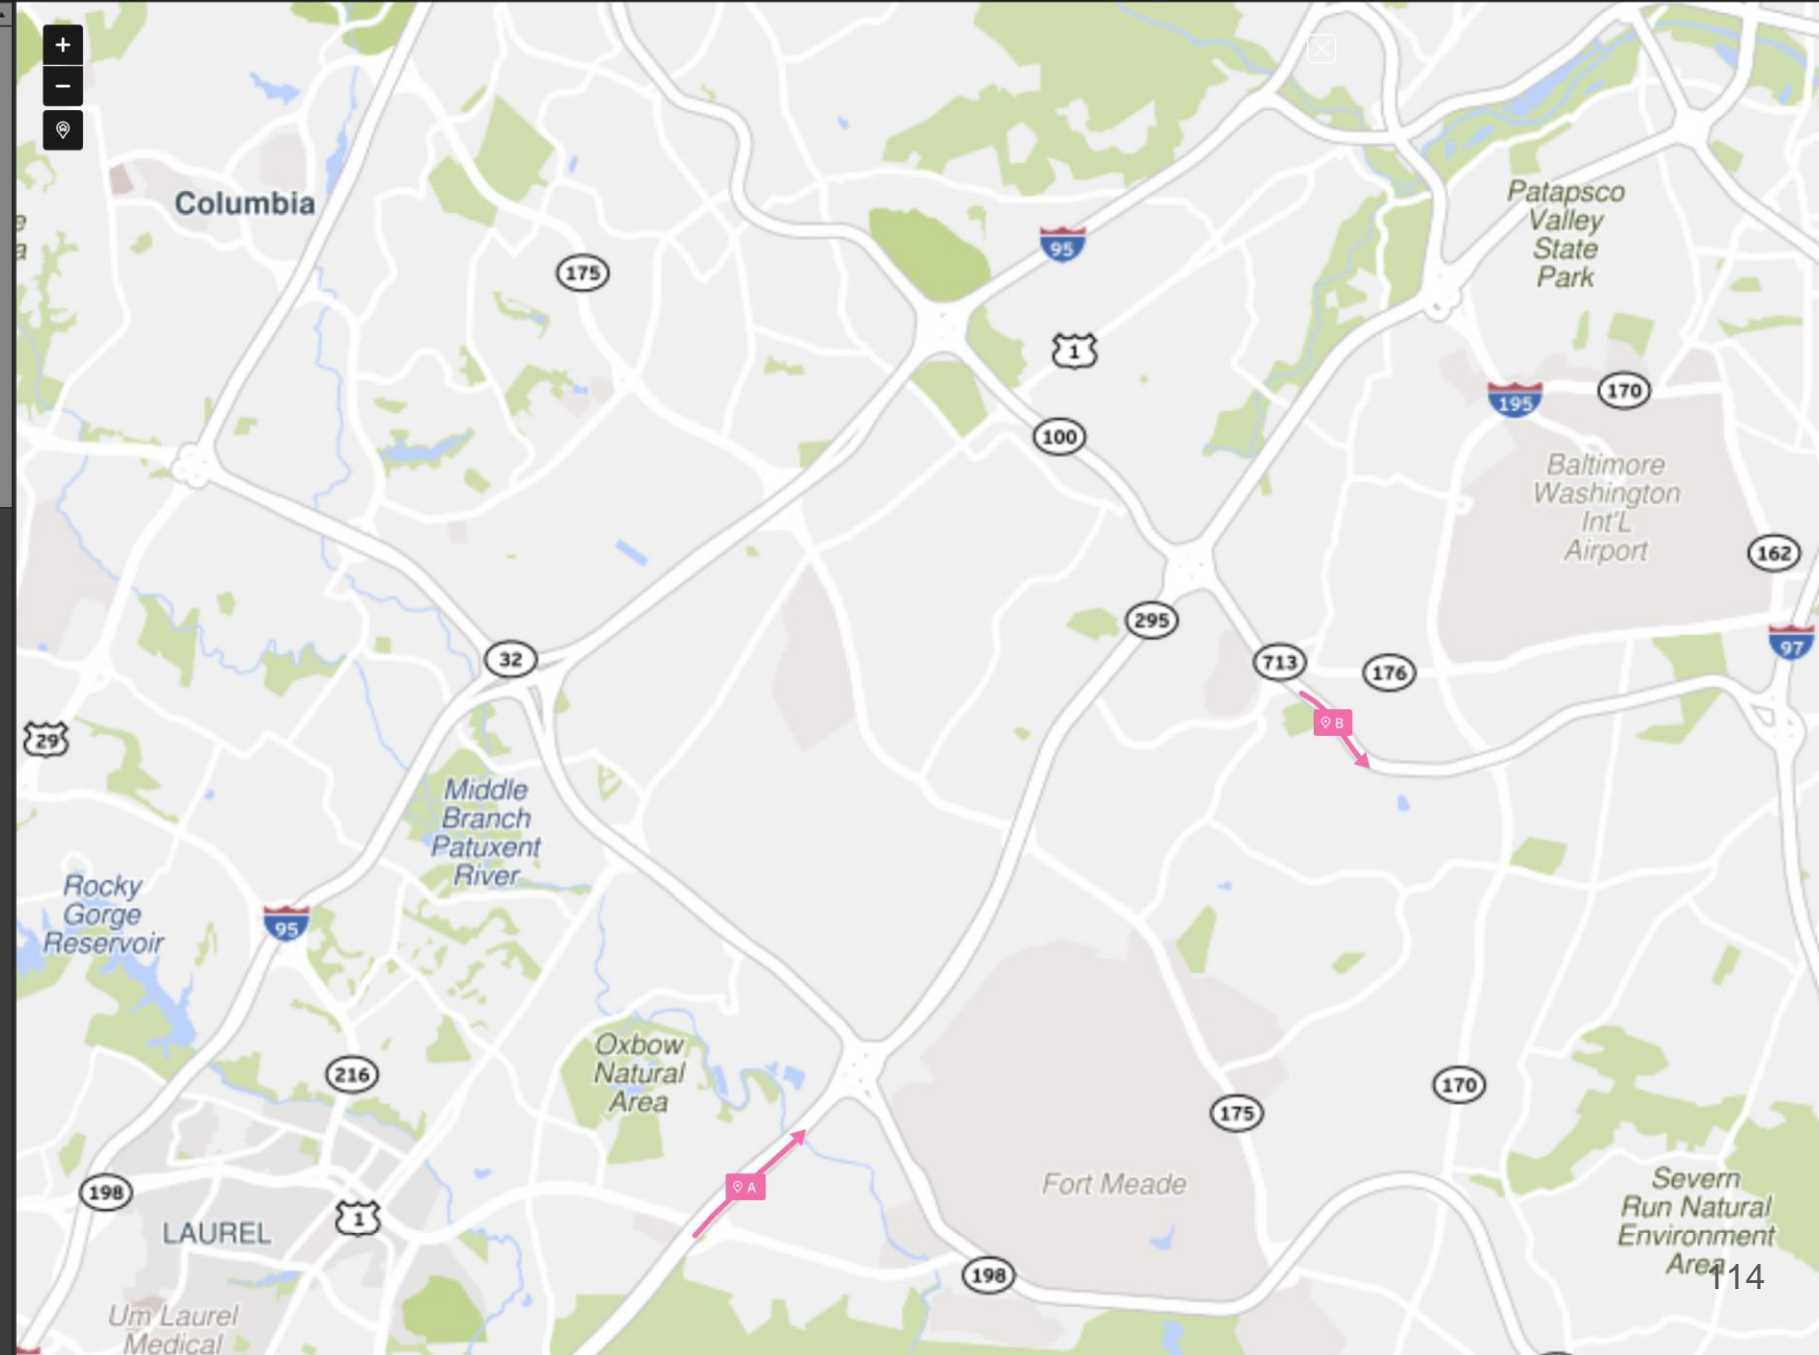 +
−
Columbia
e
a
175
95
1
Patapsco
Valley
State
Park
195
170
100
Baltimore
Washington
Int'L
Airport
162
295
32
713
176
97
29
B
Middle
Branch
Patuxent
River
Rocky
Gorge
Reservoir
95
216
Oxbow
Natural
Area
170
175
A
Fort Meade
198
1
LAUREL
Severn
Run Natural
Environment
Area
198
114
Um Laurel
Medical